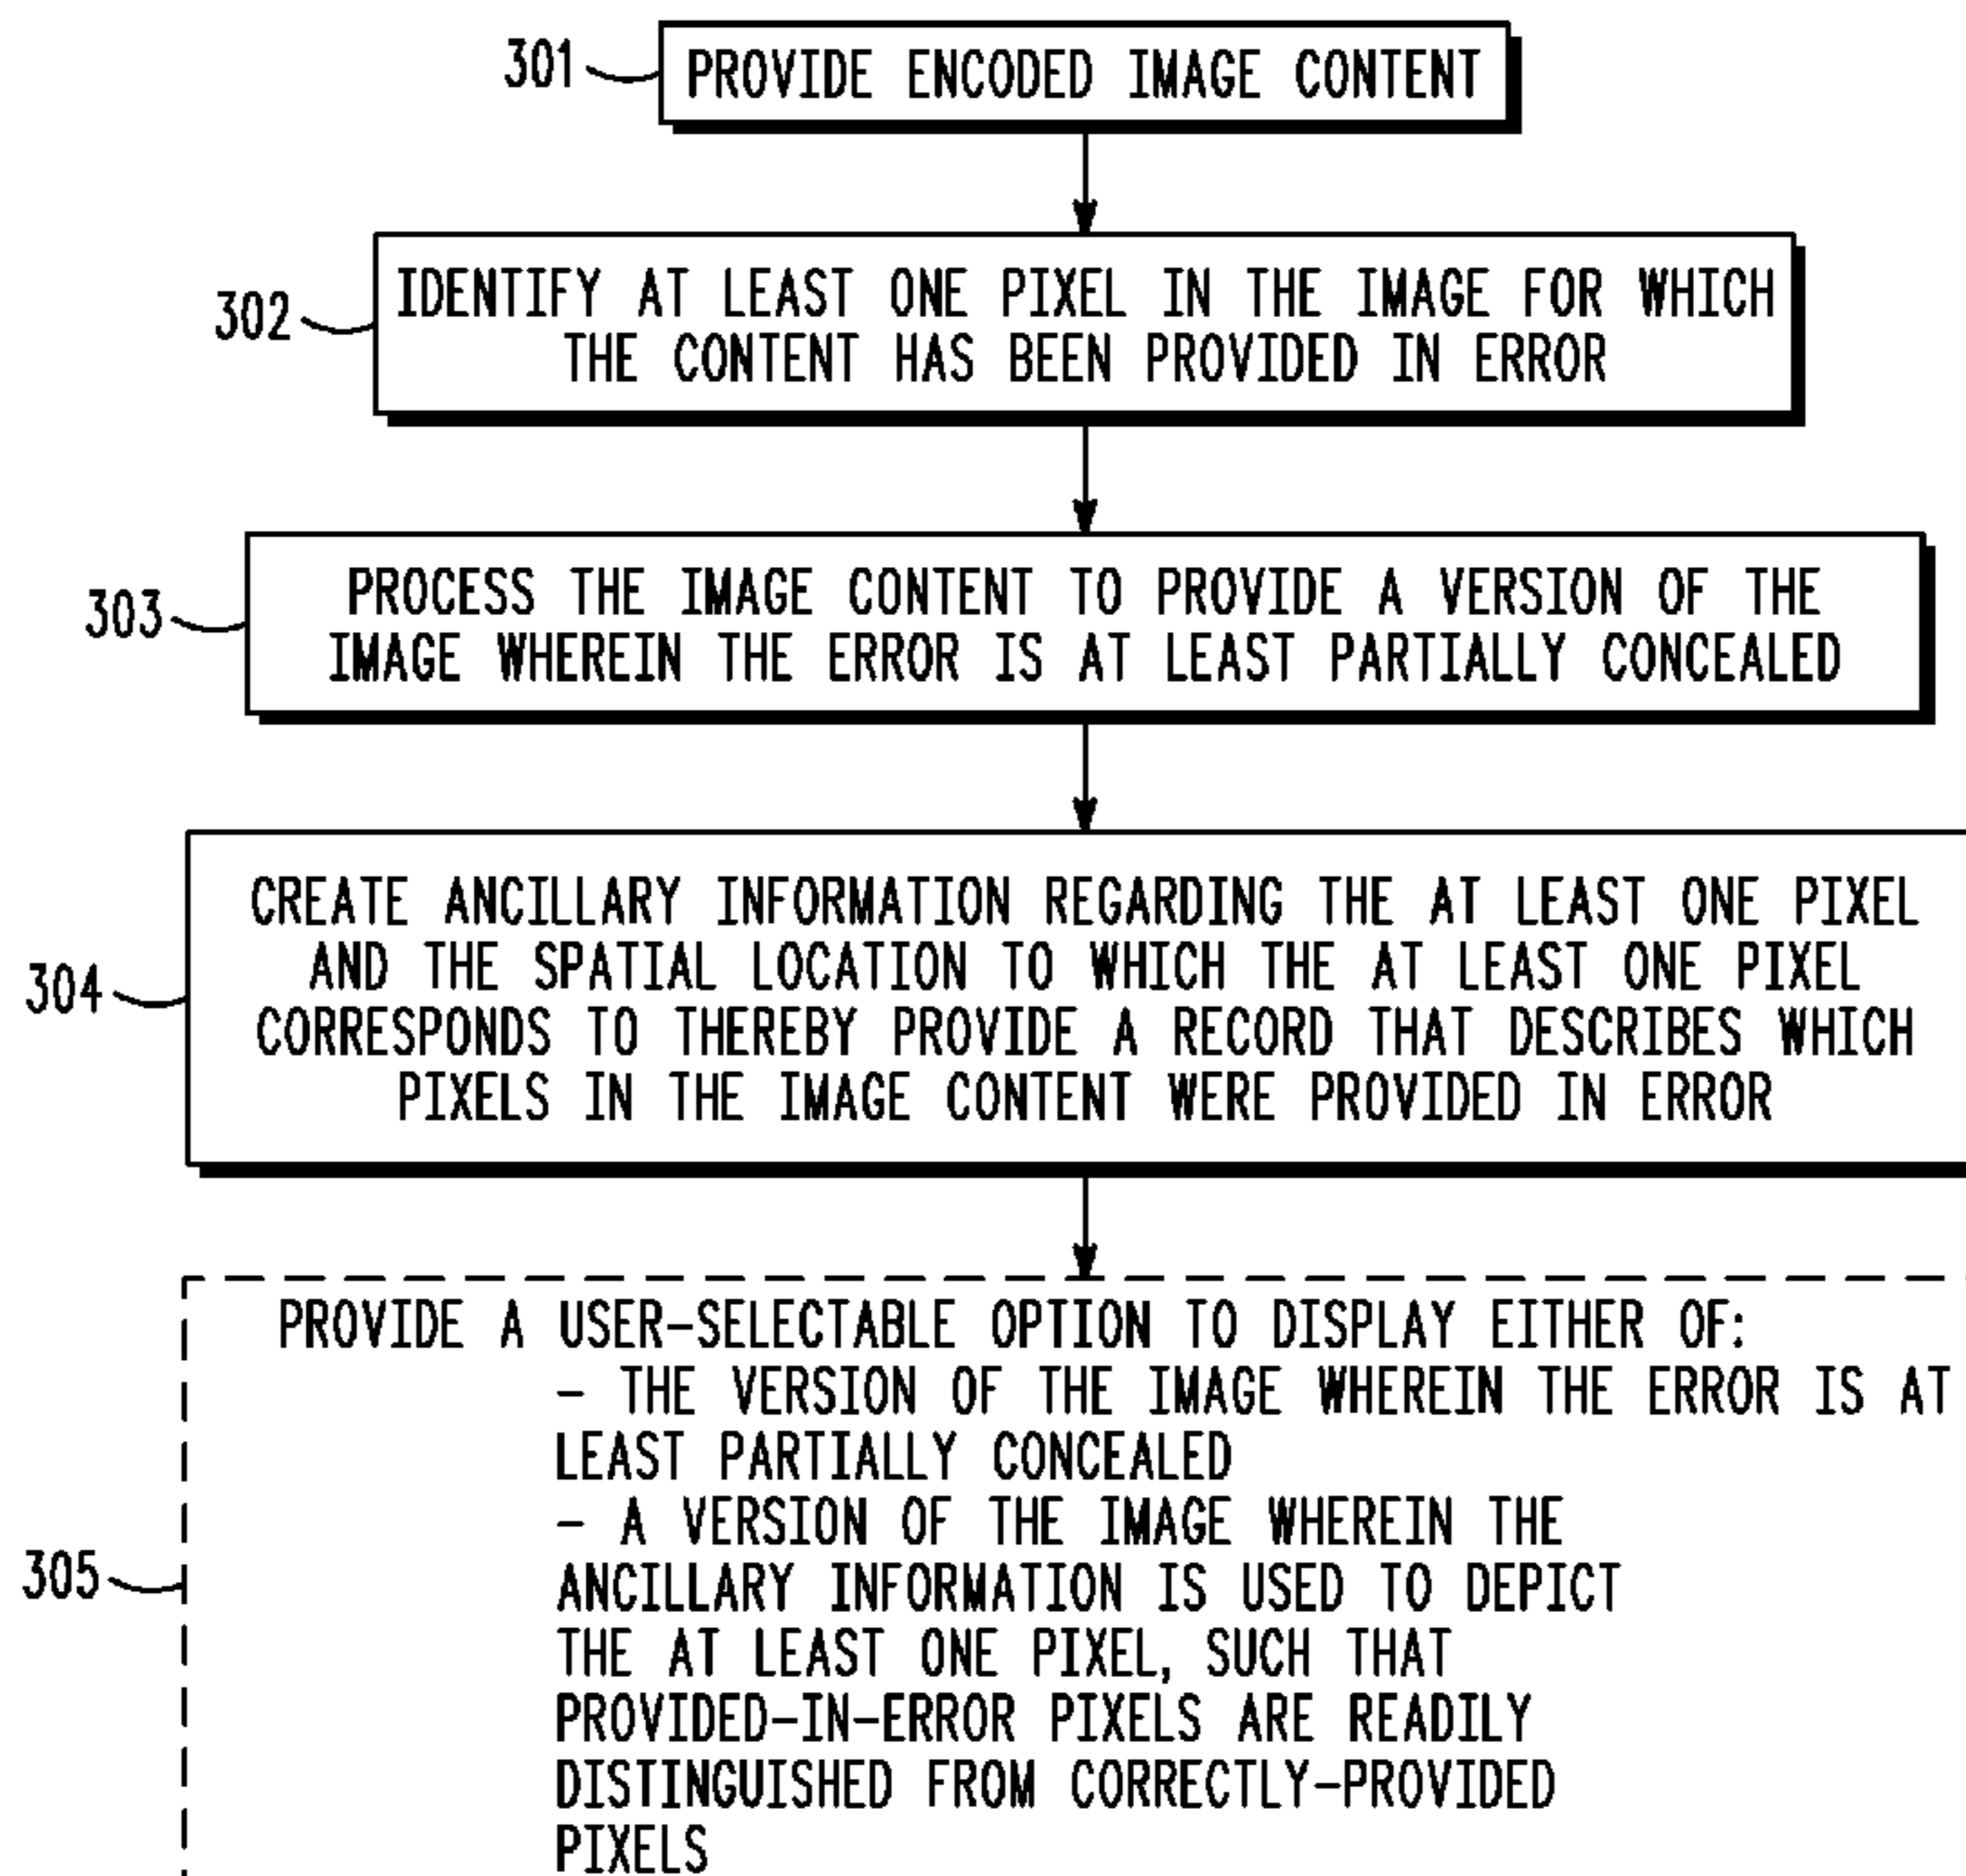 301
PROVIDE ENCODED IMAGE CONTENT
302
IDENTIFY AT LEAST ONE PIXEL IN THE IMAGE FOR WHICH
THE CONTENT HAS BEEN PROVIDED IN ERROR
303
PROCESS THE IMAGE CONTENT TO PROVIDE A VERSION OF THE
IMAGE WHEREIN THE ERROR IS AT LEAST PARTIALLY CONCEALED
304
CREATE ANCILLARY INFORMATION REGARDING THE AT LEAST ONE PIXEL
AND THE SPATIAL LOCATION TO WHICH THE AT LEAST ONE PIXEL
CORRESPONDS TO THEREBY PROVIDE A RECORD THAT DESCRIBES WHICH
PIXELS IN THE IMAGE CONTENT WERE PROVIDED IN ERROR
305
PROVIDE A USER-SELECTABLE OPTION TO DISPLAY EITHER OF:
- THE VERSION OF THE IMAGE WHEREIN THE ERROR IS AT
LEAST PARTIALLY CONCEALED
- A VERSION OF THE IMAGE WHEREIN THE
ANCILLARY INFORMATION IS USED TO DEPICT
THE AT LEAST ONE PIXEL, SUCH THAT
PROVIDED-IN-ERROR PIXELS ARE READILY
DISTINGUISHED FROM CORRECTLY-PROVIDED
PIXELS